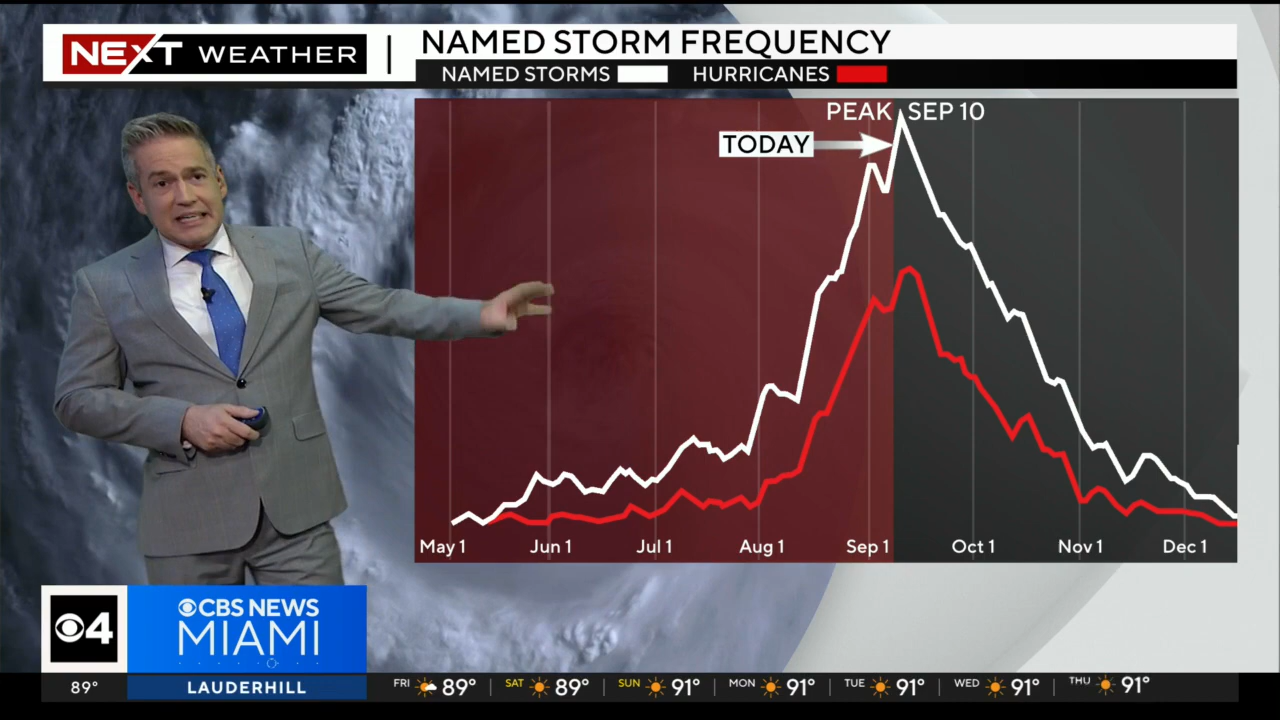 NEXT WEATHER
NAMED STORM FREQUENCY
NAMED STORMS HURRICANES
PEAK SEP 10
TODAY
May 1 Jun 1 Jul 1 Aug 1 Sep 1 Oct 1 Nov 1 Dec 1
4
CBS NEWS
MIAMI
89° LAUDERHILL FRI 89° SAT 89° SUN 91° MON 91° TUE 91° WED 91° THU 91°